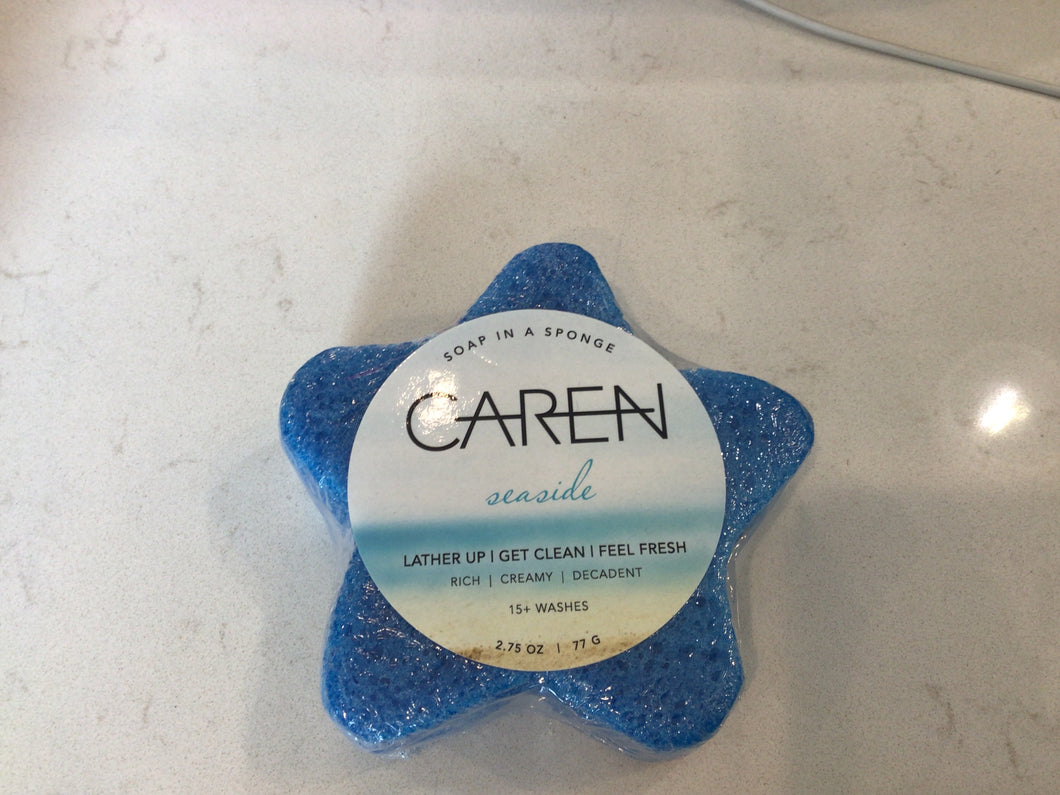 SOAP IN A SPONGE
CAREN
seaside
LATHER UP | GET CLEAN | FEEL FRESH
RICH | CREAMY | DECADENT
15+ WASHES
2.75 OZ | 77 G